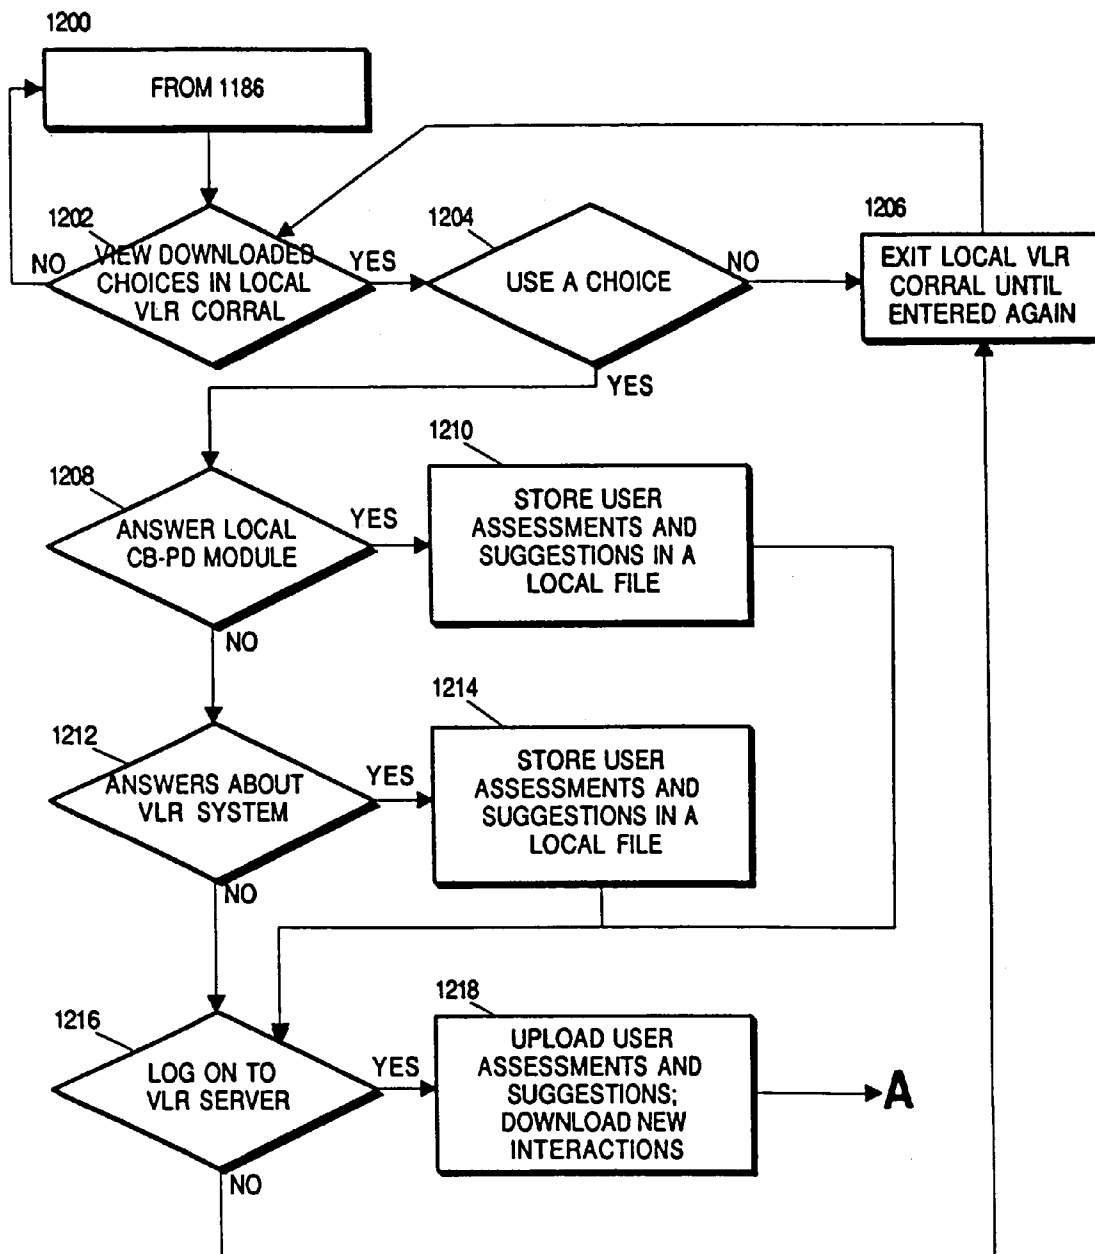 1200
FROM 1186
1202
VIEW DOWNLOADED
CHOICES IN LOCAL
VLR CORRAL
NO
YES
1204
USE A CHOICE
NO
YES
1206
EXIT LOCAL VLR
CORRAL UNTIL
ENTERED AGAIN
1208
ANSWER LOCAL
CB-PD MODULE
YES
NO
1210
STORE USER
ASSESSMENTS AND
SUGGESTIONS IN A
LOCAL FILE
1212
ANSWERS ABOUT
VLR SYSTEM
YES
NO
1214
STORE USER
ASSESSMENTS AND
SUGGESTIONS IN A
LOCAL FILE
1216
LOG ON TO
VLR SERVER
YES
NO
1218
UPLOAD USER
ASSESSMENTS AND
SUGGESTIONS;
DOWNLOAD NEW
INTERACTIONS
A